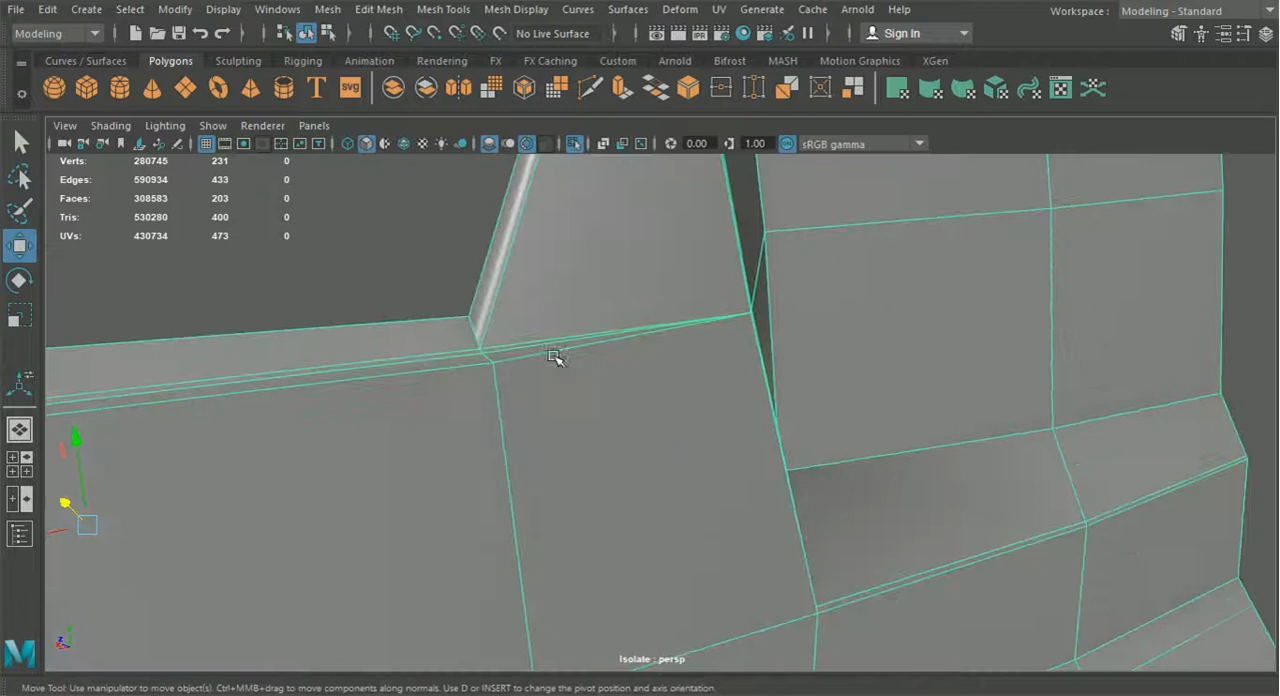 File Edit Create Select Modify Display Windows Mesh Edit Mesh Mesh Tools Mesh Display Curves Surfaces Deform UV Generate Cache Arnold Help Workspace: Modeling - Standard
Modeling No Live Surface Sign In
Curves / Surfaces Polygons Sculpting Rigging Animation Rendering FX FX Caching Custom Arnold Bifrost MASH Motion Graphics XGen
T svg
View Shading Lighting Show Renderer Panels
0.00 1.00 sRGB gamma
Verts: 280745 231 0
Edges: 590934 433 0
Faces: 308583 203 0
Tris: 530280 400 0
UVs: 430734 473 0
Isolate : persp
Move Tool: Use manipulator to move object(s). Ctrl+MMB+drag to move components along normals. Use D or INSERT to change the pivot position and axis orientation.